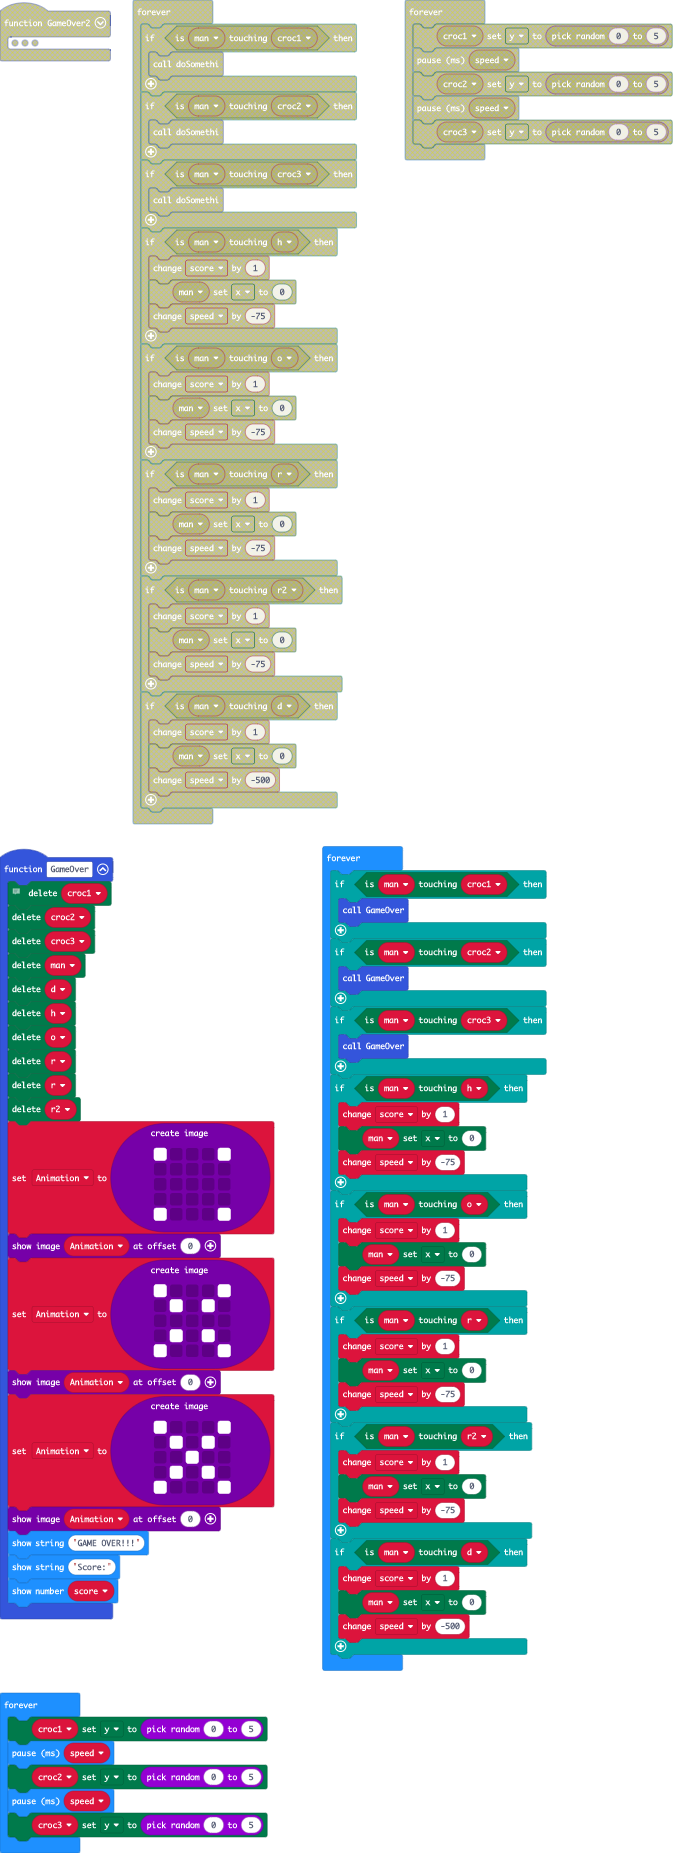 function GameOver2
forever
if is man touching croc1 then
call doSomethi
if is man touching croc2 then
call doSomethi
if is man touching croc3 then
call doSomethi
if is man touching h then
change score by 1
man set x to 0
change speed by -75
if is man touching o then
change score by 1
man set x to 0
change speed by -75
if is man touching r then
change score by 1
man set x to 0
change speed by -75
if is man touching r2 then
change score by 1
man set x to 0
change speed by -75
if is man touching d then
change score by 1
man set x to 0
change speed by -500
forever
croc1 set y to pick random 0 to 5
pause (ms) speed
croc2 set y to pick random 0 to 5
pause (ms) speed
croc3 set y to pick random 0 to 5
function GameOver
delete croc1
delete croc2
delete croc3
delete man
delete d
delete h
delete o
delete r
delete r
delete r2
create image
set Animation to
show image Animation at offset 0
create image
set Animation to
show image Animation at offset 0
create image
set Animation to
show image Animation at offset 0
show string "GAME OVER!!!"
show string "Score:"
show number score
forever
if is man touching croc1 then
call GameOver
if is man touching croc2 then
call GameOver
if is man touching croc3 then
call GameOver
if is man touching h then
change score by 1
man set x to 0
change speed by -75
if is man touching o then
change score by 1
man set x to 0
change speed by -75
if is man touching r then
change score by 1
man set x to 0
change speed by -75
if is man touching r2 then
change score by 1
man set x to 0
change speed by -75
if is man touching d then
change score by 1
man set x to 0
change speed by -500
forever
croc1 set y to pick random 0 to 5
pause (ms) speed
croc2 set y to pick random 0 to 5
pause (ms) speed
croc3 set y to pick random 0 to 5